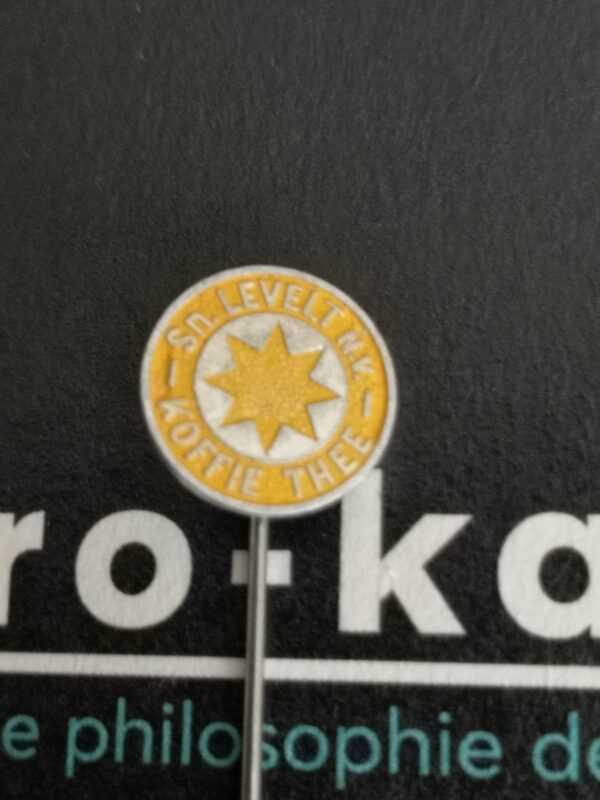 Sn. LEVELT N.V.
KOFFIE THEE
ro-ka
e philosophie de